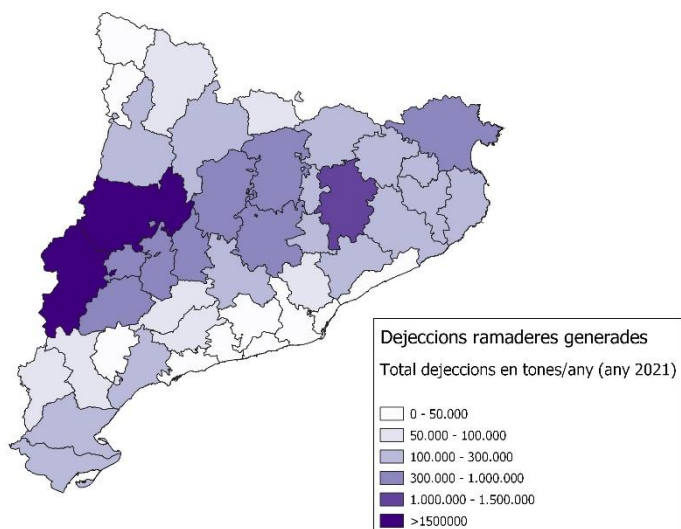 Dejeccions ramaderes generades
Total dejeccions en tones/any (any 2021)
0 - 50.000
50.000 - 100.000
100.000 - 300.000
300.000 - 1.000.000
1.000.000 - 1.500.000
>1500000